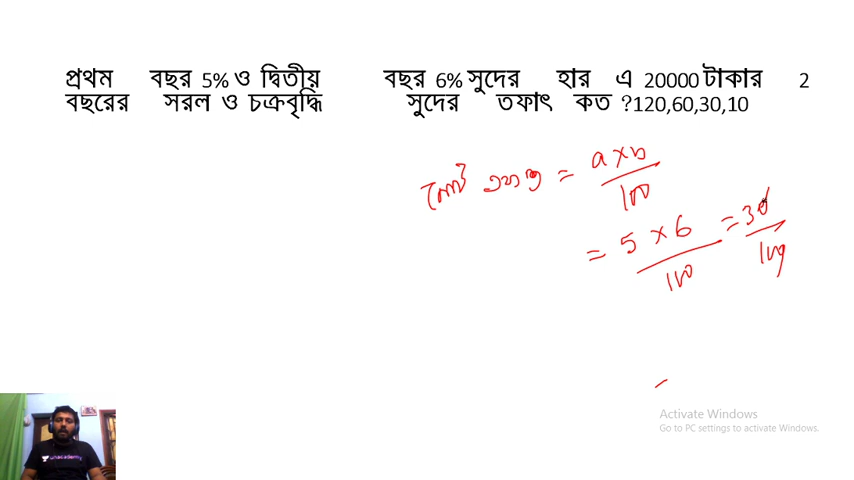 প্রথম বছর 5% ও দ্বিতীয় বছর 6% সুদের হার এ 20000 টাকার 2
বছরের সরল ও চক্রবৃদ্ধি সুদের তফাৎ কত ?120,60,30,10
= a×b/100
= 5×6/100 = 30/100
=
Activate Windows
Go to PC settings to activate Windows.
unacademy